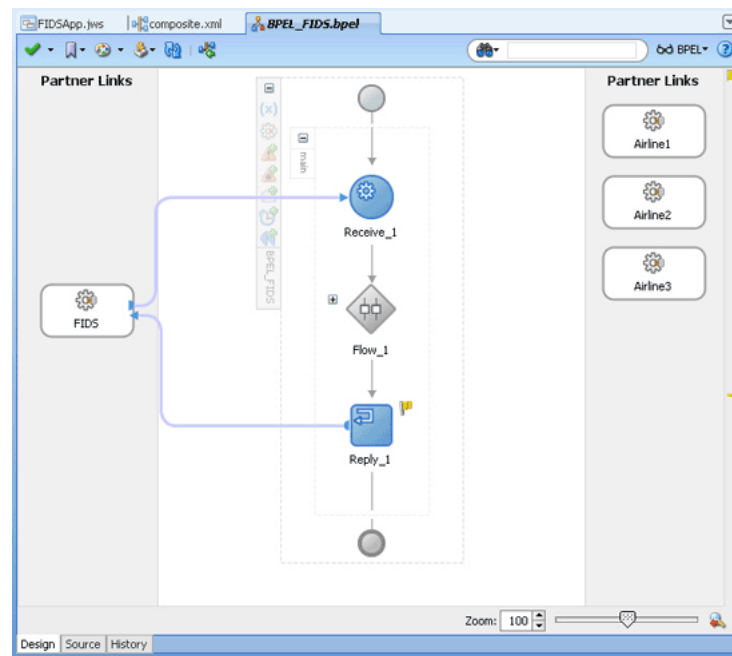 FIDSApp.jws composite.xml BPEL_FIDS.bpel
BPEL
Partner Links
Partner Links
(x)
main
BPEL_FIDS
Receive_1
Flow_1
Reply_1
FIDS
Airline1
Airline2
Airline3
Zoom: 100
Design Source History